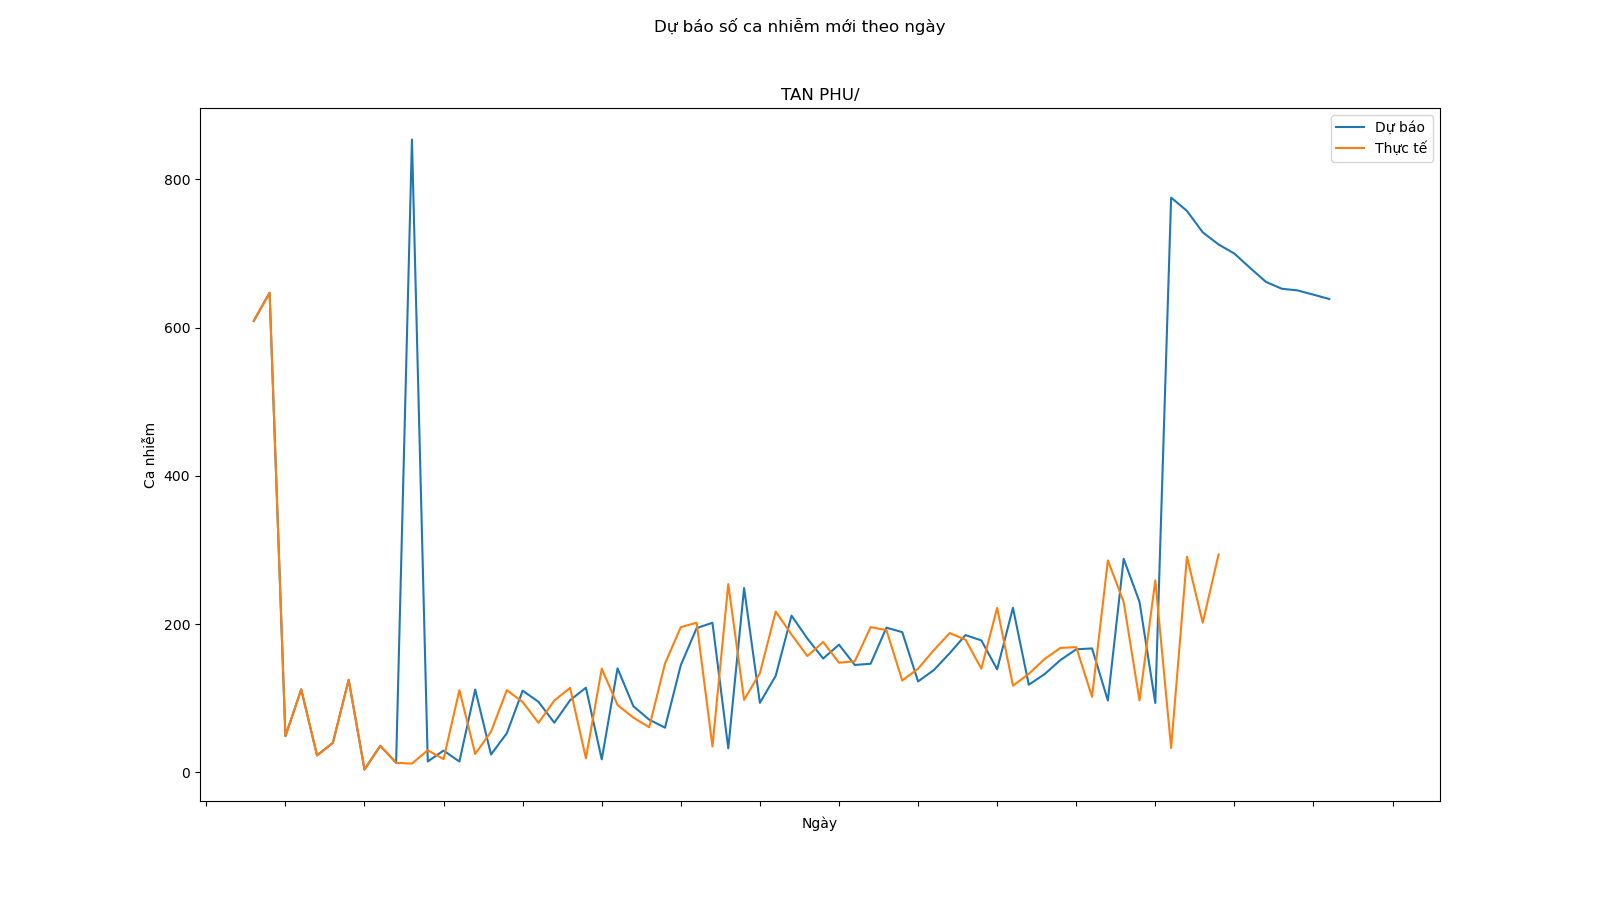 Dự báo số ca nhiễm mới theo ngày
TAN PHU/
Dự báo
Thực tế
800
600
400
200
0
Ca nhiễm
Ngày